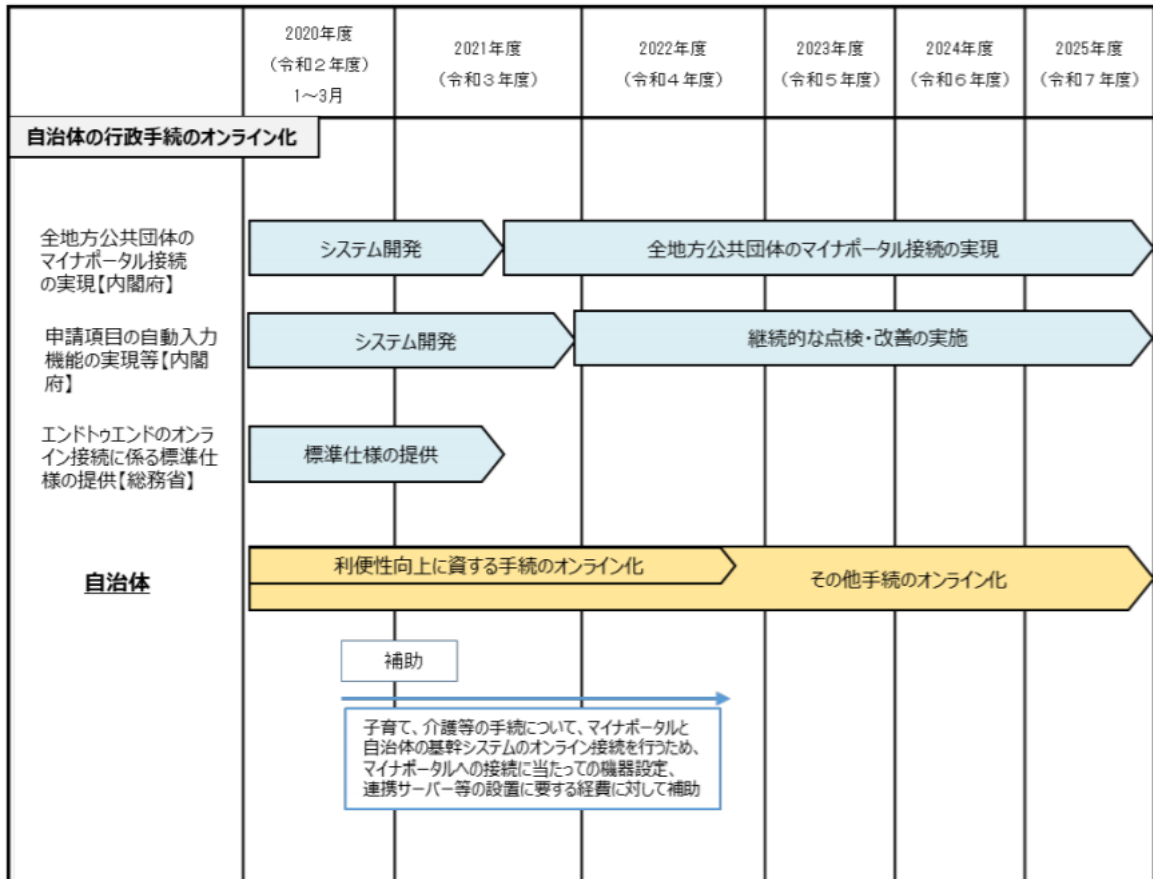 2020年度
(令和2年度)
1~3月
2021年度
(令和3年度)
2022年度
(令和4年度)
2023年度
(令和5年度)
2024年度
(令和6年度)
2025年度
(令和7年度)
自治体の行政手続のオンライン化
全地方公共団体の
マイナポータル接続
の実現【内閣府】
システム開発
全地方公共団体のマイナポータル接続の実現
申請項目の自動入力
機能の実現等【内閣
府】
システム開発
継続的な点検・改善の実施
エンドトゥエンドのオンラ
イン接続に係る標準仕
様の提供【総務省】
標準仕様の提供
自治体
利便性向上に資する手続のオンライン化
その他手続のオンライン化
補助
子育て、介護等の手続について、マイナポータルと
自治体の基幹システムのオンライン接続を行うため、
マイナポータルへの接続に当たっての機器設定、
連携サーバー等の設置に要する経費に対して補助